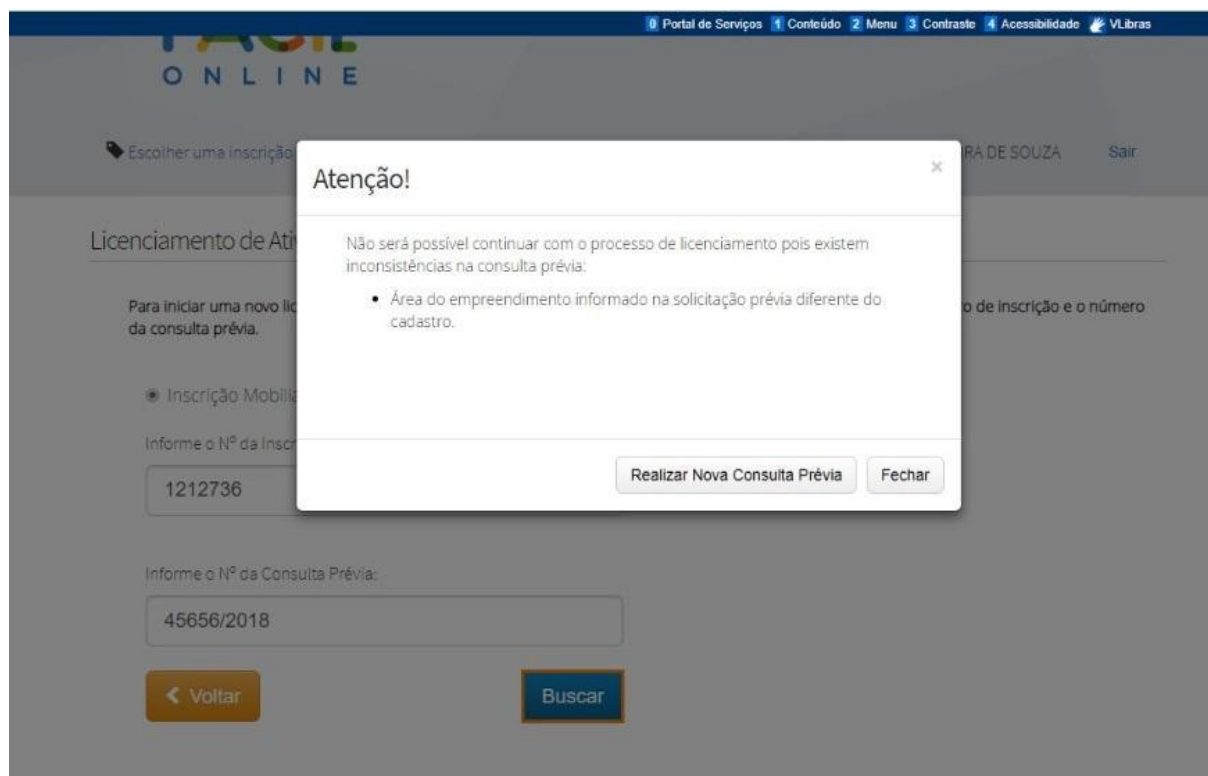 0 Portal de Serviços 1 Conteúdo 2 Menu 3 Contraste 4 Acessibilidade VLibras
FÁCIL
ONLINE
Escolher uma inscrição
RA DE SOUZA Sair
Atenção! ×
Licenciamento de Ati
Não será possível continuar com o processo de licenciamento pois existem
inconsistências na consulta prévia:
• Área do empreendimento informado na solicitação prévia diferente do
cadastro.
Para iniciar uma novo lic
o de inscrição e o número
da consulta prévia.
Inscrição Mobili
Informe o Nº da Inscr
1212736
Realizar Nova Consulta Prévia Fechar
Informe o Nº da Consulta Prévia:
45656/2018
Voltar Buscar